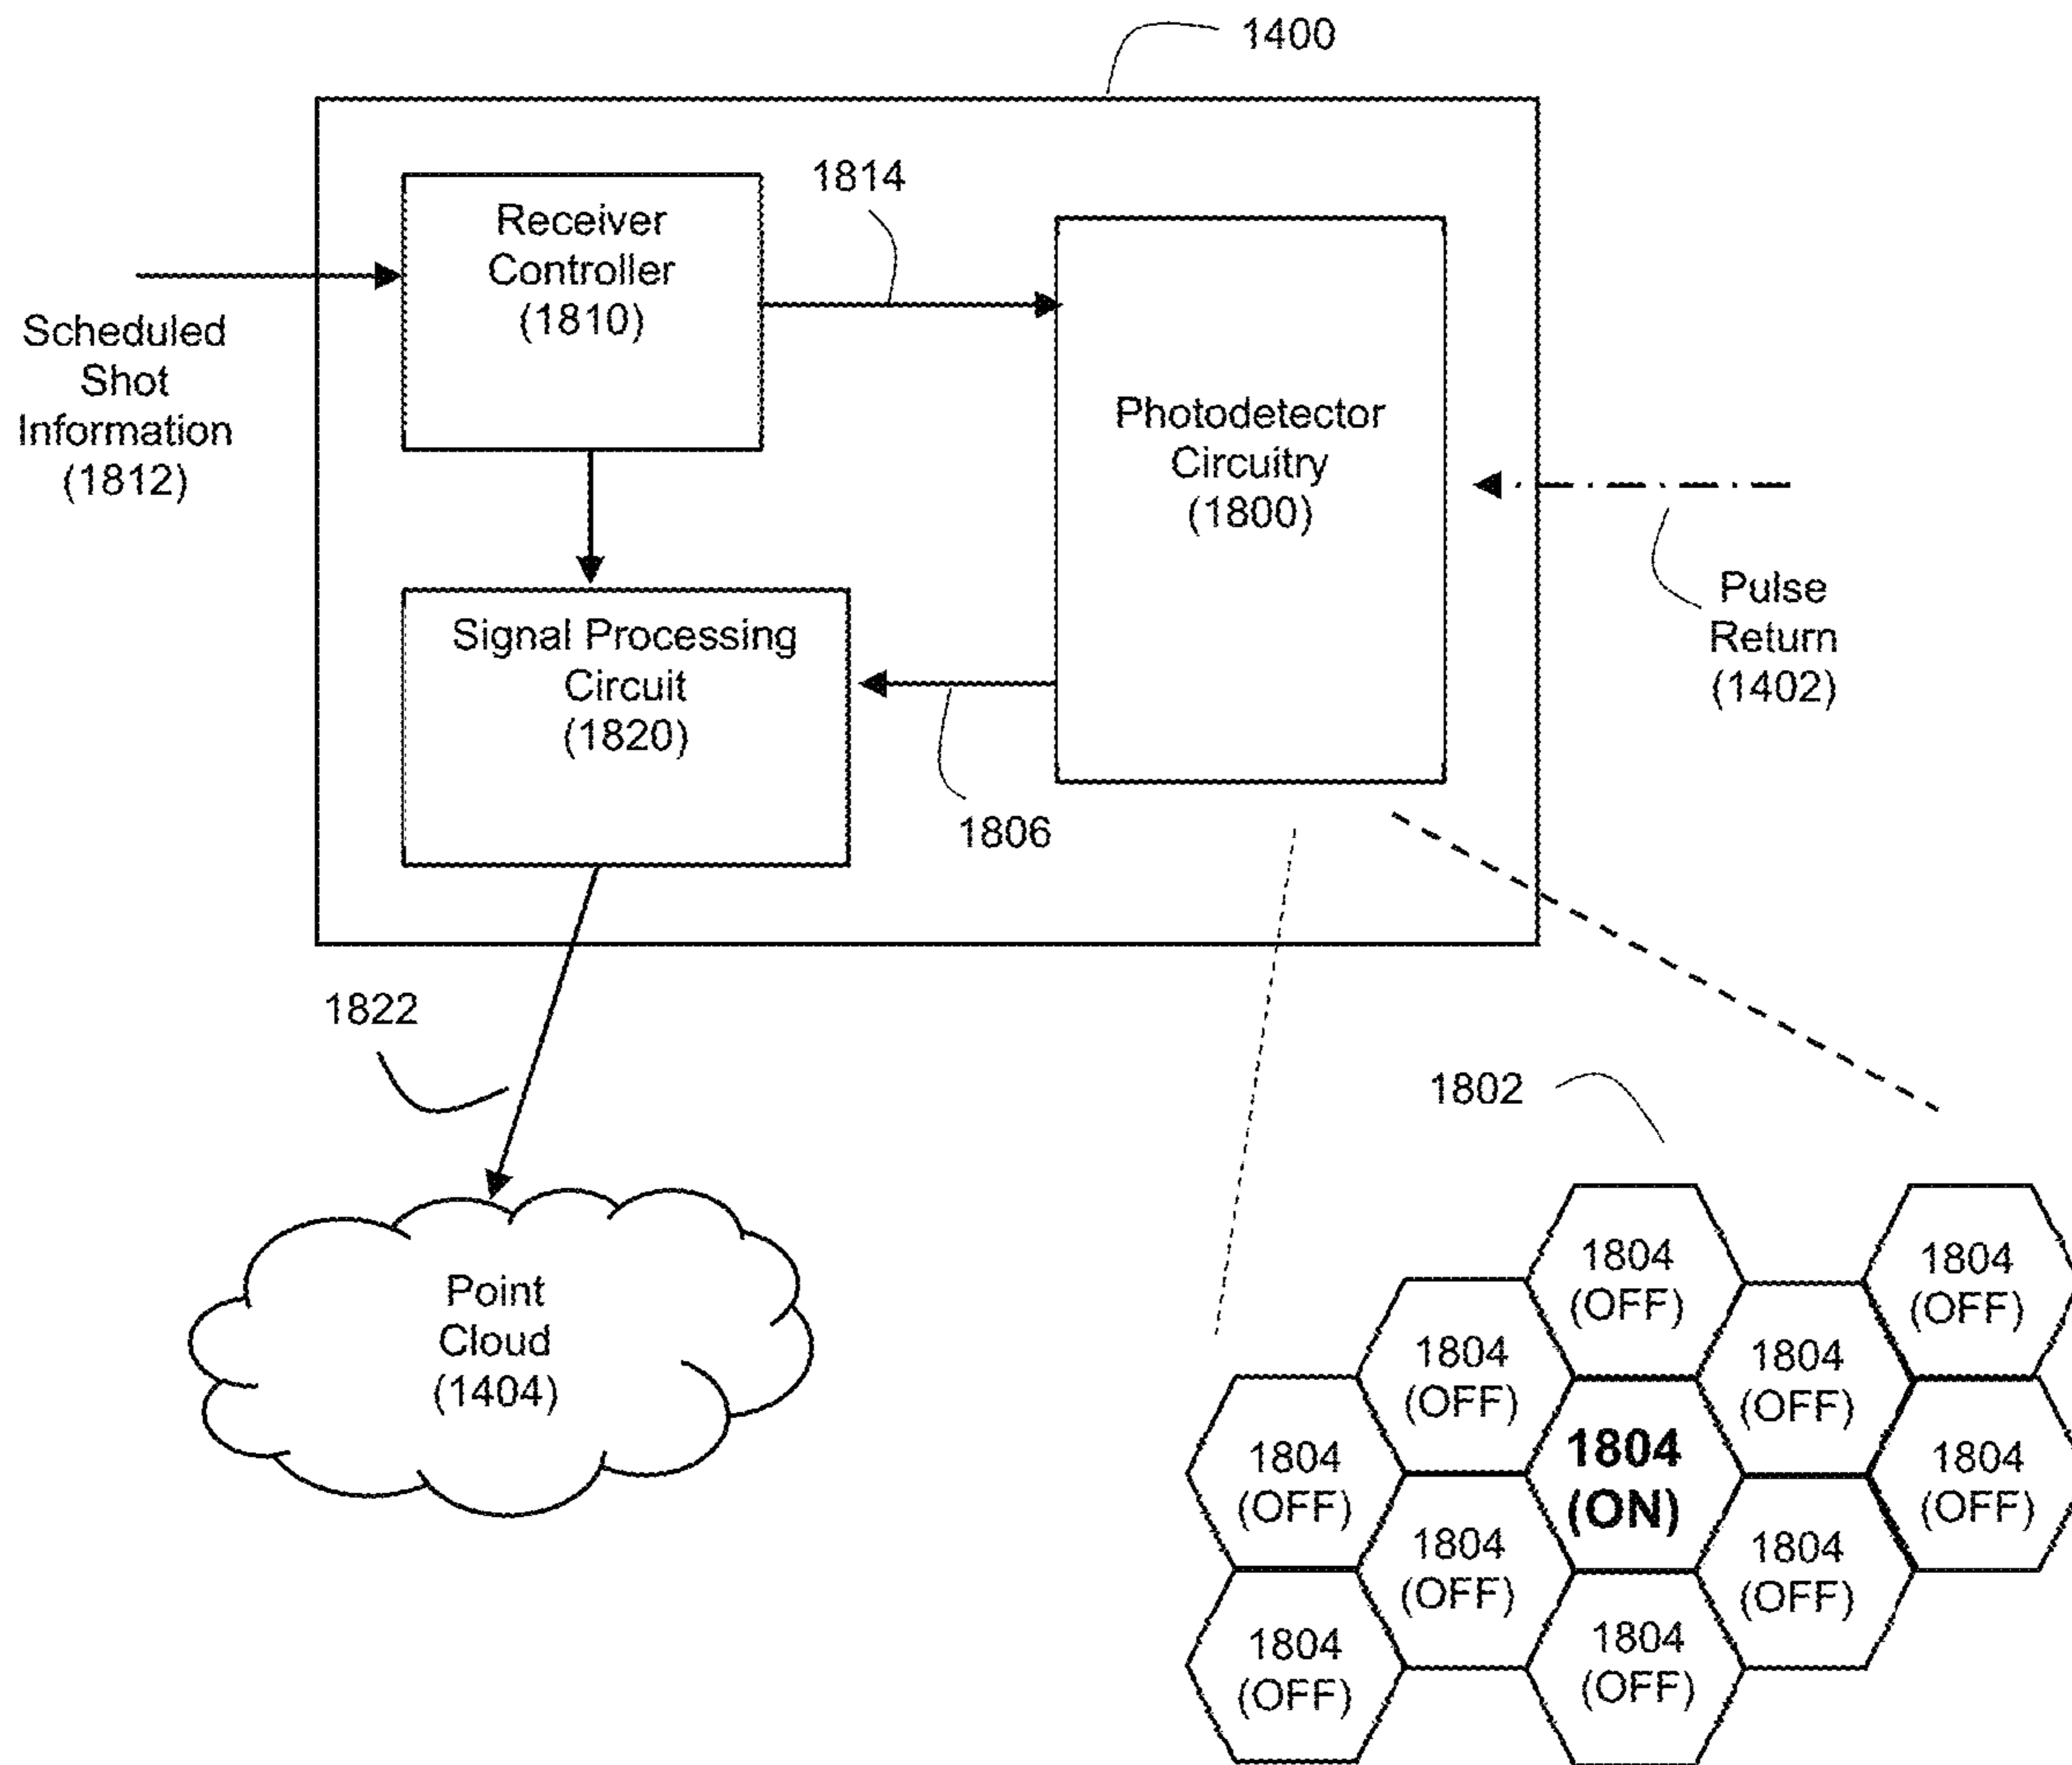 1400
1814
Receiver
Controller
(1810)
Scheduled
Shot
Information
(1812)
Photodetector
Circuitry
(1800)
Pulse
Return
(1402)
Signal Processing
Circuit
(1820)
1806
1822
1802
Point
Cloud
(1404)
1804
(OFF)
1804
(OFF)
1804
(OFF)
1804
(OFF)
1804
(OFF)
1804
(ON)
1804
(OFF)
1804
(OFF)
1804
(OFF)
1804
(OFF)
1804
(OFF)